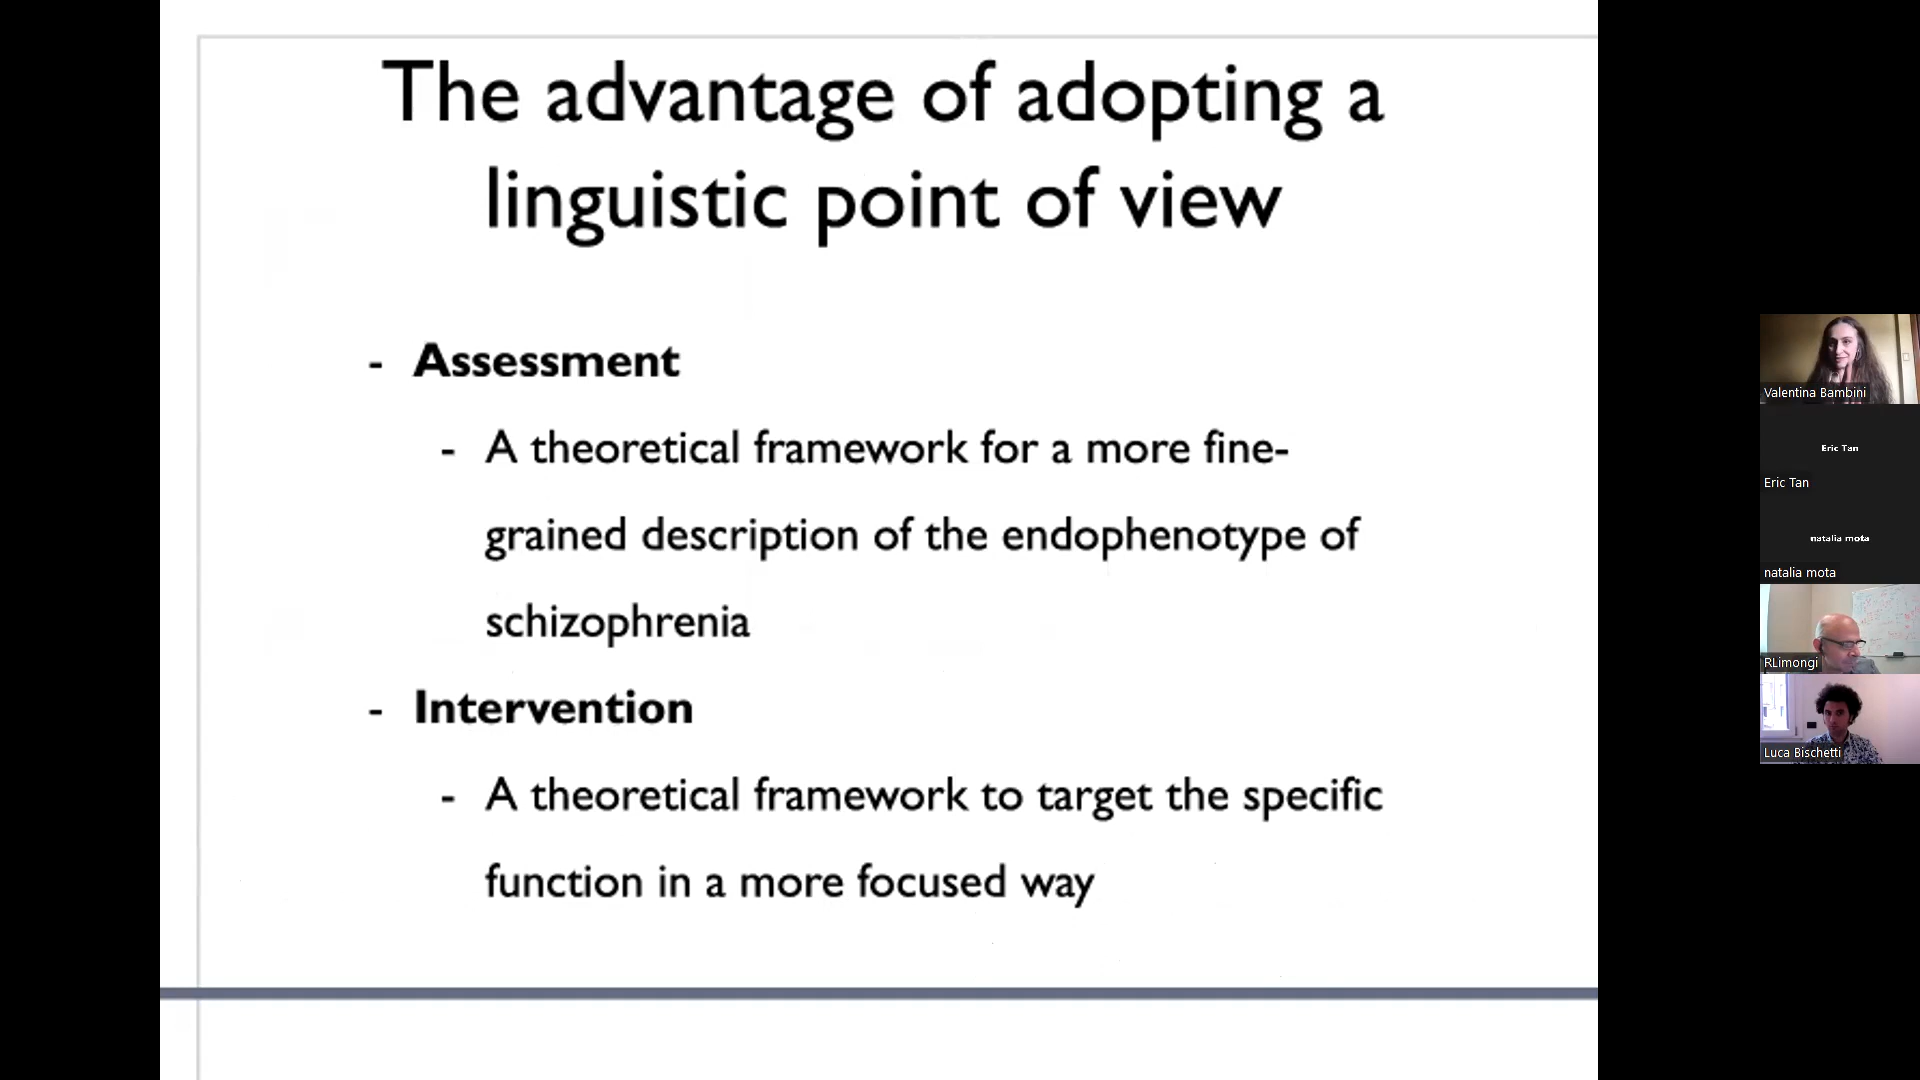 The advantage of adopting a
linguistic point of view
- Assessment
- A theoretical framework for a more fine-
grained description of the endophenotype of
schizophrenia
- Intervention
- A theoretical framework to target the specific
function in a more focused way
Valentina Bambini
Eric Tan
Eric Tan
natalia mota
natalia mota
RLimongi
Luca Bischetti